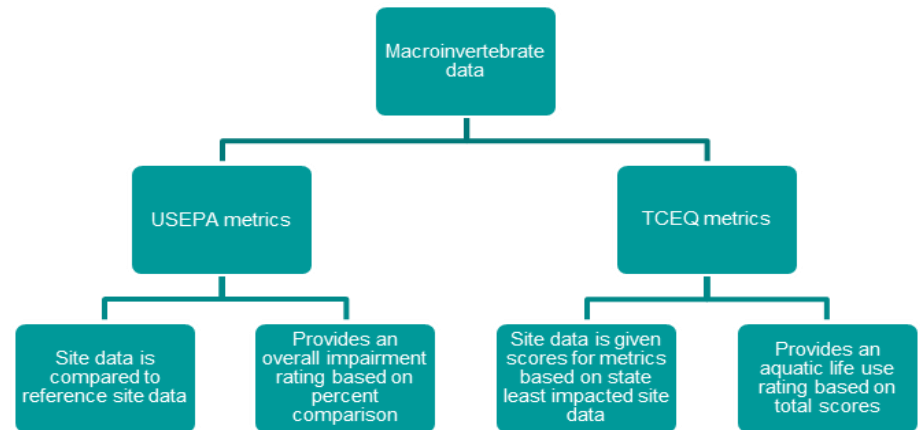 Macroinvertebrate
data
USEPA metrics
TCEQ metrics
Site data is
compared to
reference site data
Provides an
overall impairment
rating based on
percent
comparison
Site data is given
scores for metrics
based on state
least impacted site
data
Provides an
aquatic life use
rating based on
total scores